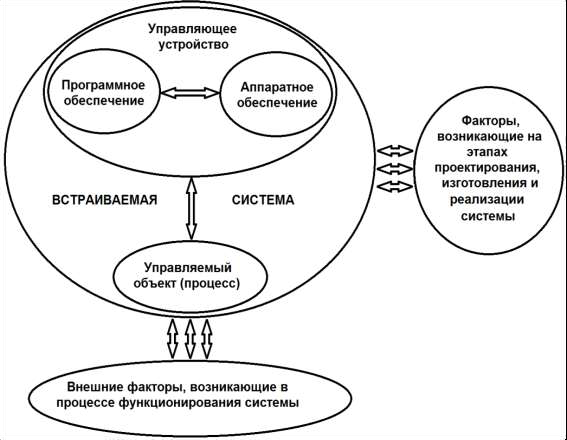 Управляющее
устройство
Программное
обеспечение
Аппаратное
обеспечение
ВСТРАИВАЕМАЯ СИСТЕМА
Управляемый
объект (процесс)
Факторы,
возникающие на
этапах
проектирования,
изготовления и
реализации
системы
Внешние факторы, возникающие в
процессе функционирования системы